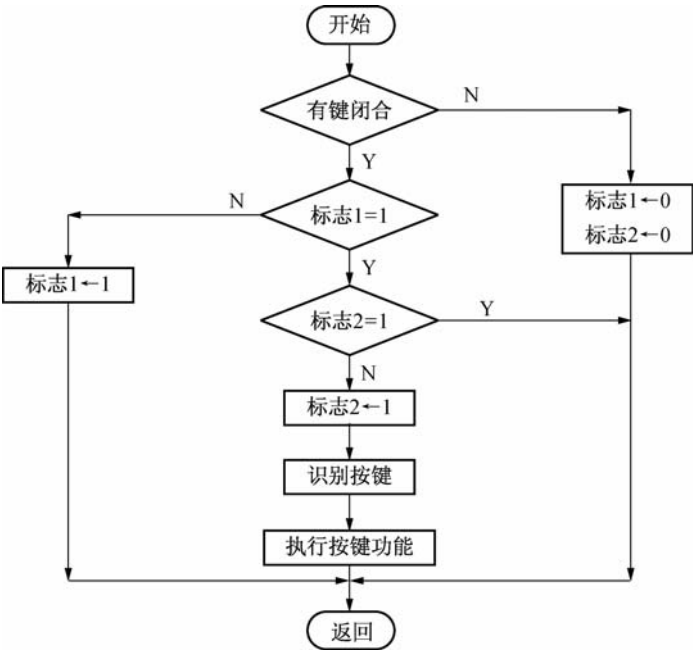 开始
有键闭合
N
Y
标志1=1
N
标志1←0
标志2←0
Y
标志1←1
标志2=1
Y
N
标志2←1
识别按键
执行按键功能
返回